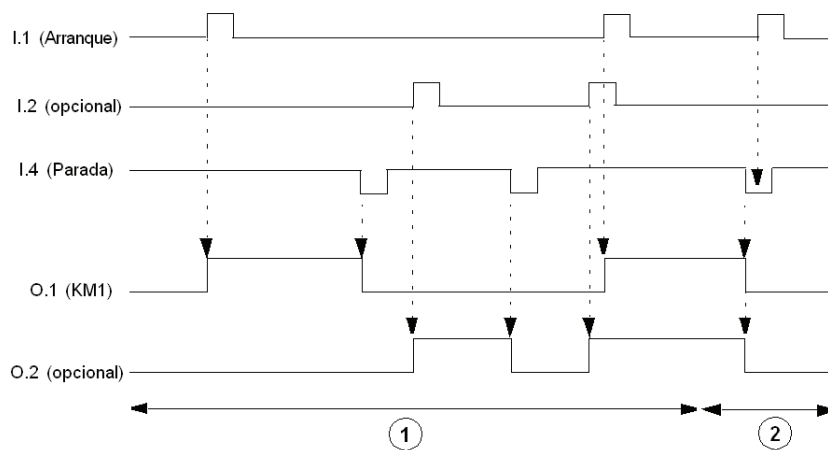 I.1 (Arranque)
I.2 (opcional)
I.4 (Parada)
O.1 (KM1)
O.2 (opcional)
1
2